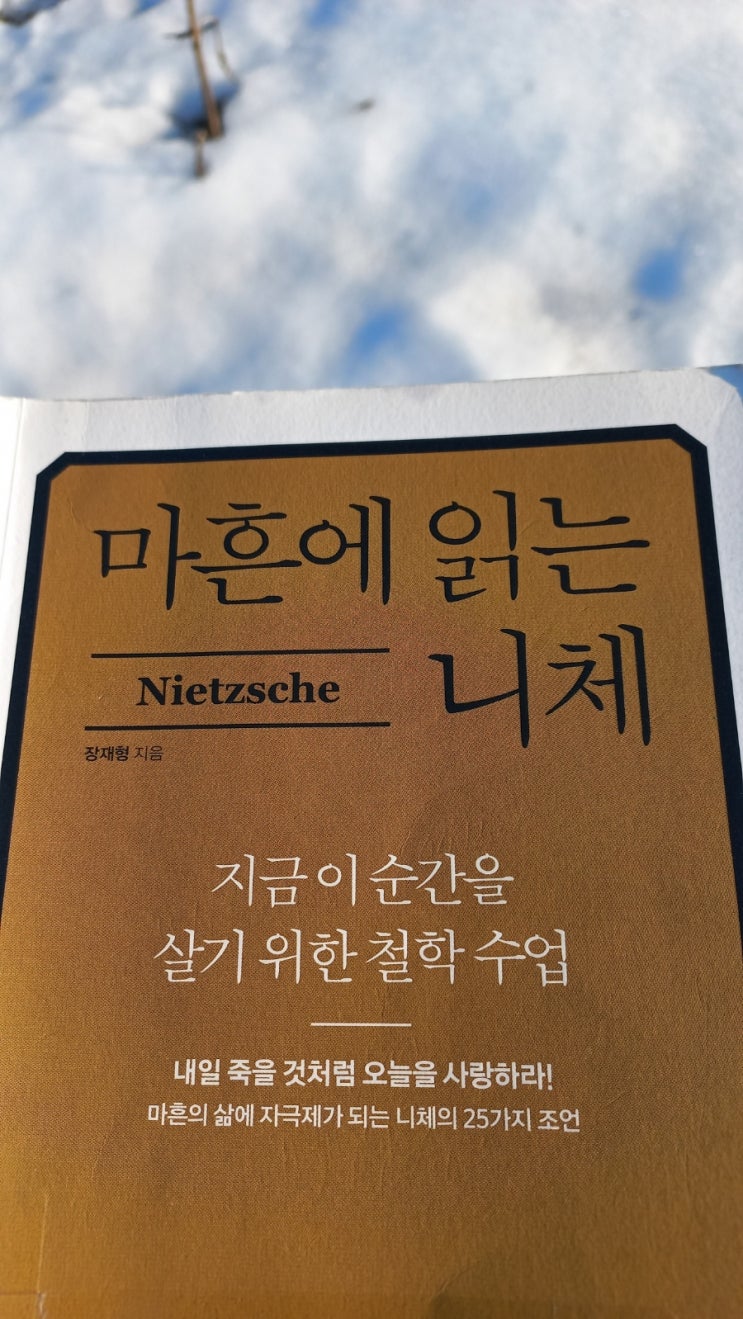 마흔에 읽는
니체
Nietzsche
장재형 지음
지금 이 순간을
살기 위한 철학 수업
내일 죽을 것처럼 오늘을 사랑하라!
마흔의 삶에 자극제가 되는 니체의 25가지 조언